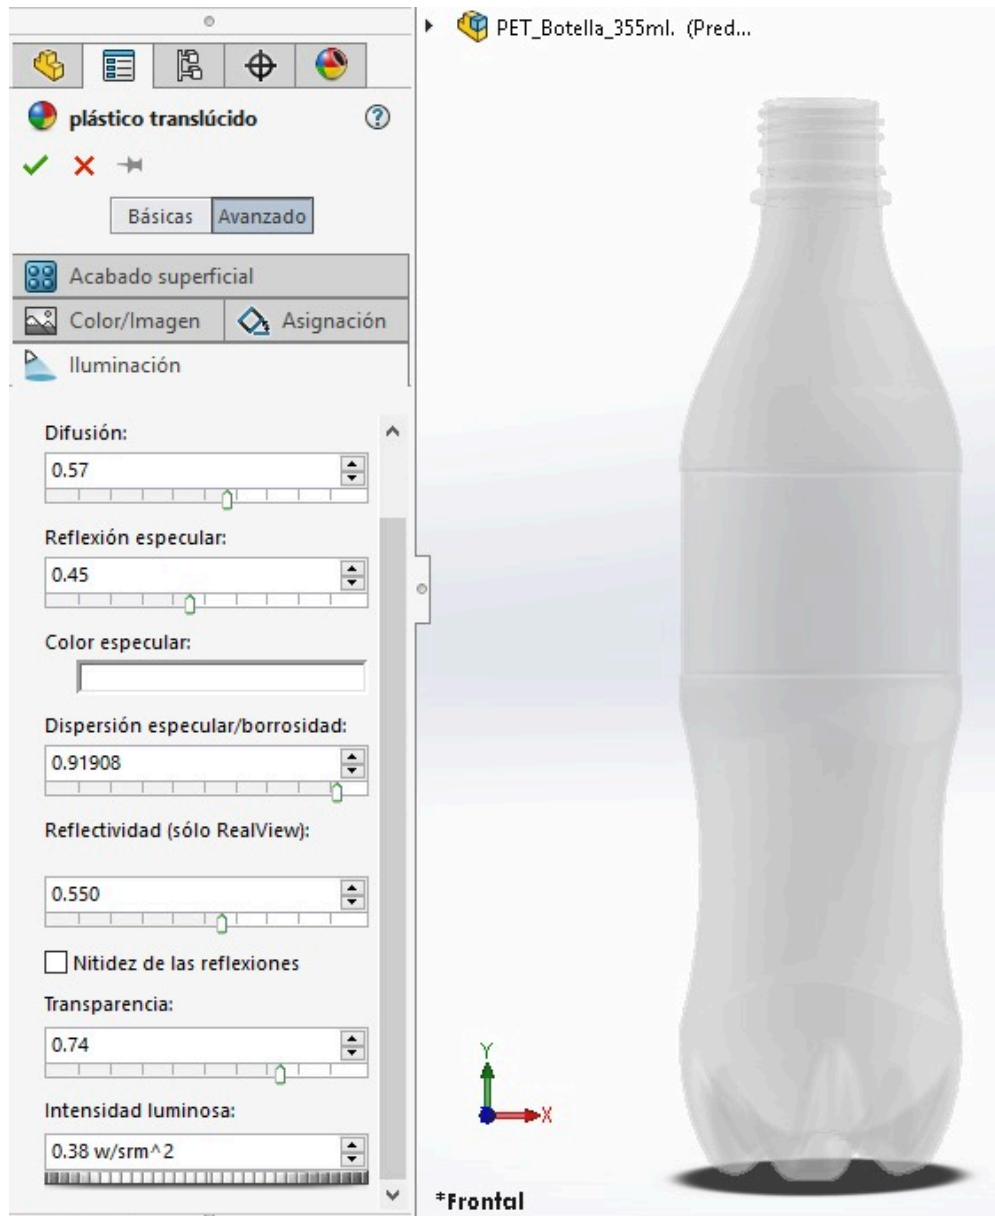 PET_Botella_355ml. (Pred...
plástico translúcido
Básicas Avanzado
Acabado superficial
Color/Imagen Asignación
Iluminación
Difusión:
0.57
Reflexión especular:
0.45
Color especular:
Dispersión especular/borrosidad:
0.91908
Reflectividad (sólo RealView):
0.550
Nitidez de las reflexiones
Transparencia:
0.74
Intensidad luminosa:
0.38 w/srm^2
Y
X
*Frontal